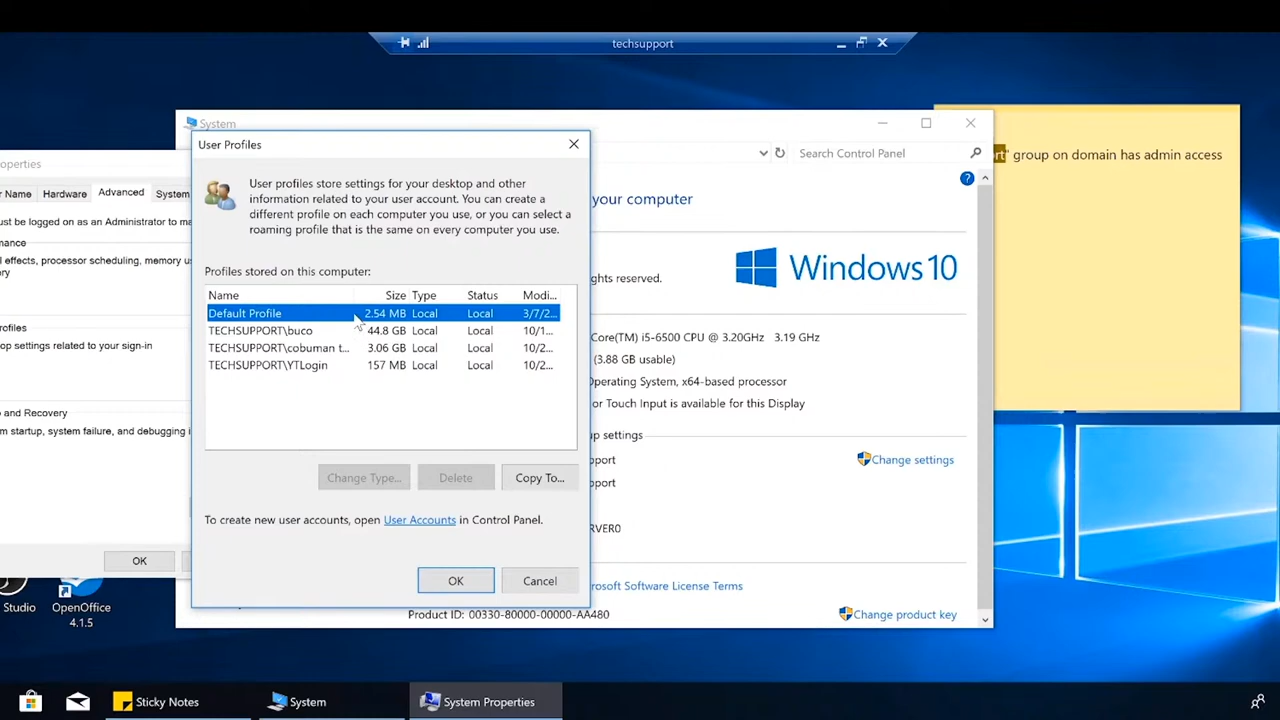 techsupport
System
Search Control Panel
" group on domain has admin access
your computer
ghts reserved.
Windows 10
Core(TM) i5-6500 CPU @ 3.20GHz 3.19 GHz
(3.88 GB usable)
Operating System, x64-based processor
or Touch Input is available for this Display
up settings
pport
Change settings
pport
RVER0
rosoft Software License Terms
Product ID: 00330-80000-00000-AA480
Change product key
User Profiles
User profiles store settings for your desktop and other
information related to your user account. You can create a
different profile on each computer you use, or you can select a
roaming profile that is the same on every computer you use.
Profiles stored on this computer:
Name Size Type Status Modi...
Default Profile 2.54 MB Local Local 3/7/2...
TECHSUPPORT\buco 44.8 GB Local Local 10/1...
TECHSUPPORT\cobuman t... 3.06 GB Local Local 10/2...
TECHSUPPORT\YTLogin 157 MB Local Local 10/2...
Change Type... Delete Copy To...
To create new user accounts, open User Accounts in Control Panel.
OK Cancel
operties
er Name Hardware Advanced System
ust be logged on as an Administrator to ma
mance
l effects, processor scheduling, memory u
ry
rofiles
op settings related to your sign-in
p and Recovery
m startup, system failure, and debugging i
OK
Studio
OpenOffice
4.1.5
Sticky Notes System System Properties